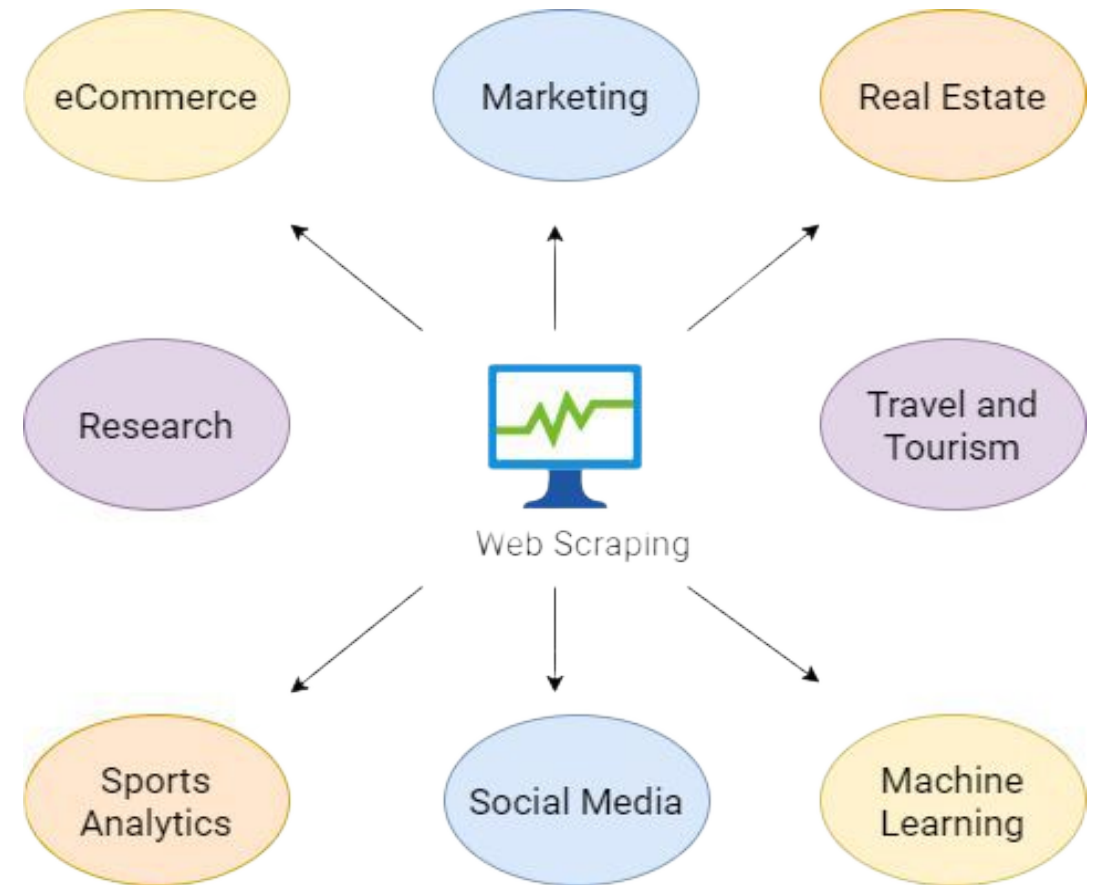 eCommerce
Marketing
Real Estate
Research
Travel and
Tourism
Web Scraping
Sports
Analytics
Social Media
Machine
Learning